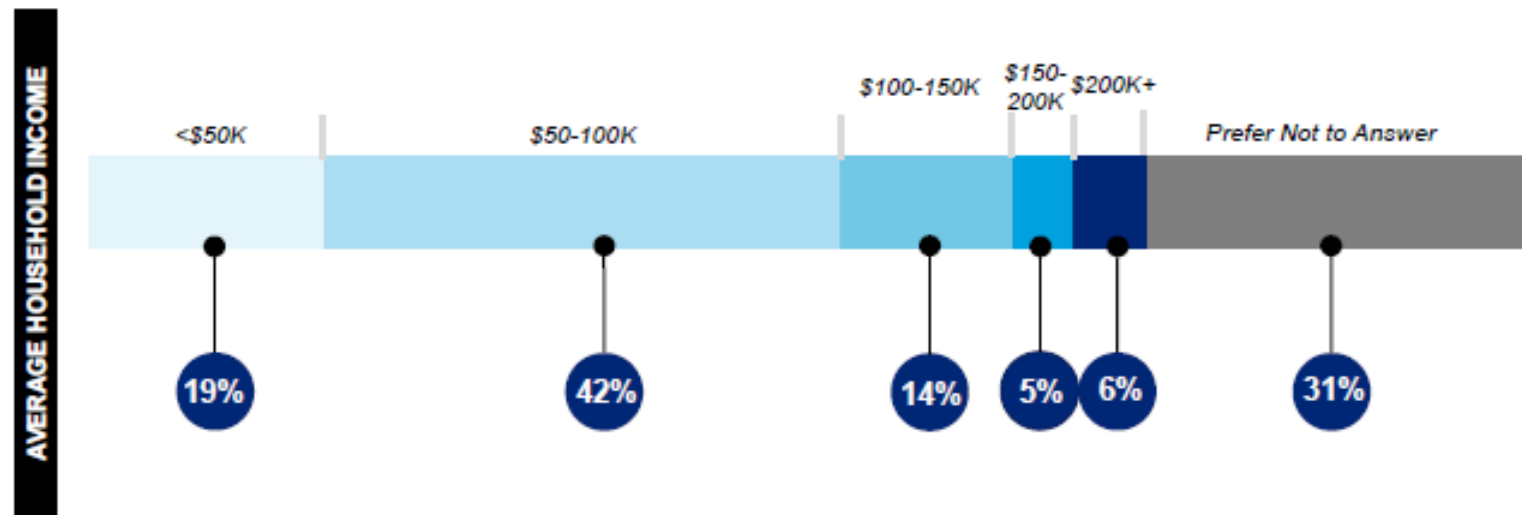 AVERAGE HOUSEHOLD INCOME
<$50K
$50-100K
$100-150K
$150-
200K
$200K+
Prefer Not to Answer
19%
42%
14%
5%
6%
31%